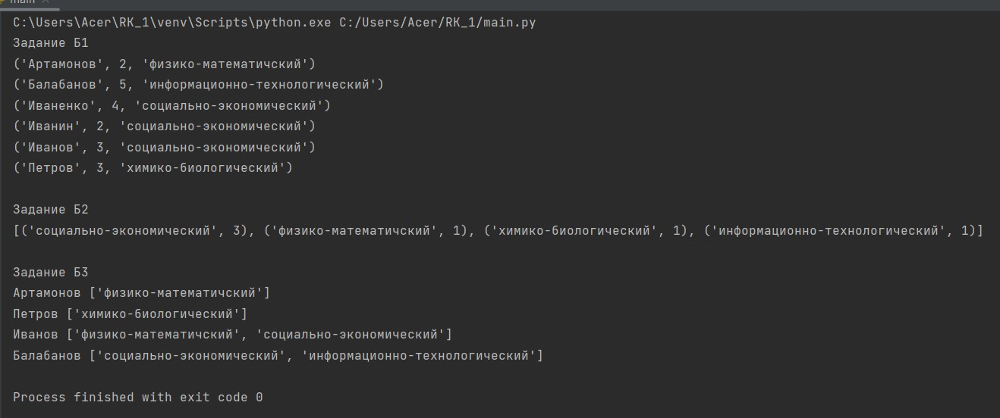 main
C:\Users\Acer\RK_1\venv\Scripts\python.exe C:/Users/Acer/RK_1/main.py
Задание Б1
('Артамонов', 2, 'физико-математичский')
('Балабанов', 5, 'информационно-технологический')
('Иваненко', 4, 'социально-экономический')
('Иванин', 2, 'социально-экономический')
('Иванов', 3, 'социально-экономический')
('Петров', 3, 'химико-биологический')
Задание Б2
[('социально-экономический', 3), ('физико-математичский', 1), ('химико-биологический', 1), ('информационно-технологический', 1)]
Задание Б3
Артамонов ['физико-математичский']
Петров ['химико-биологический']
Иванов ['физико-математичский', 'социально-экономический']
Балабанов ['социально-экономический', 'информационно-технологический']
Process finished with exit code 0